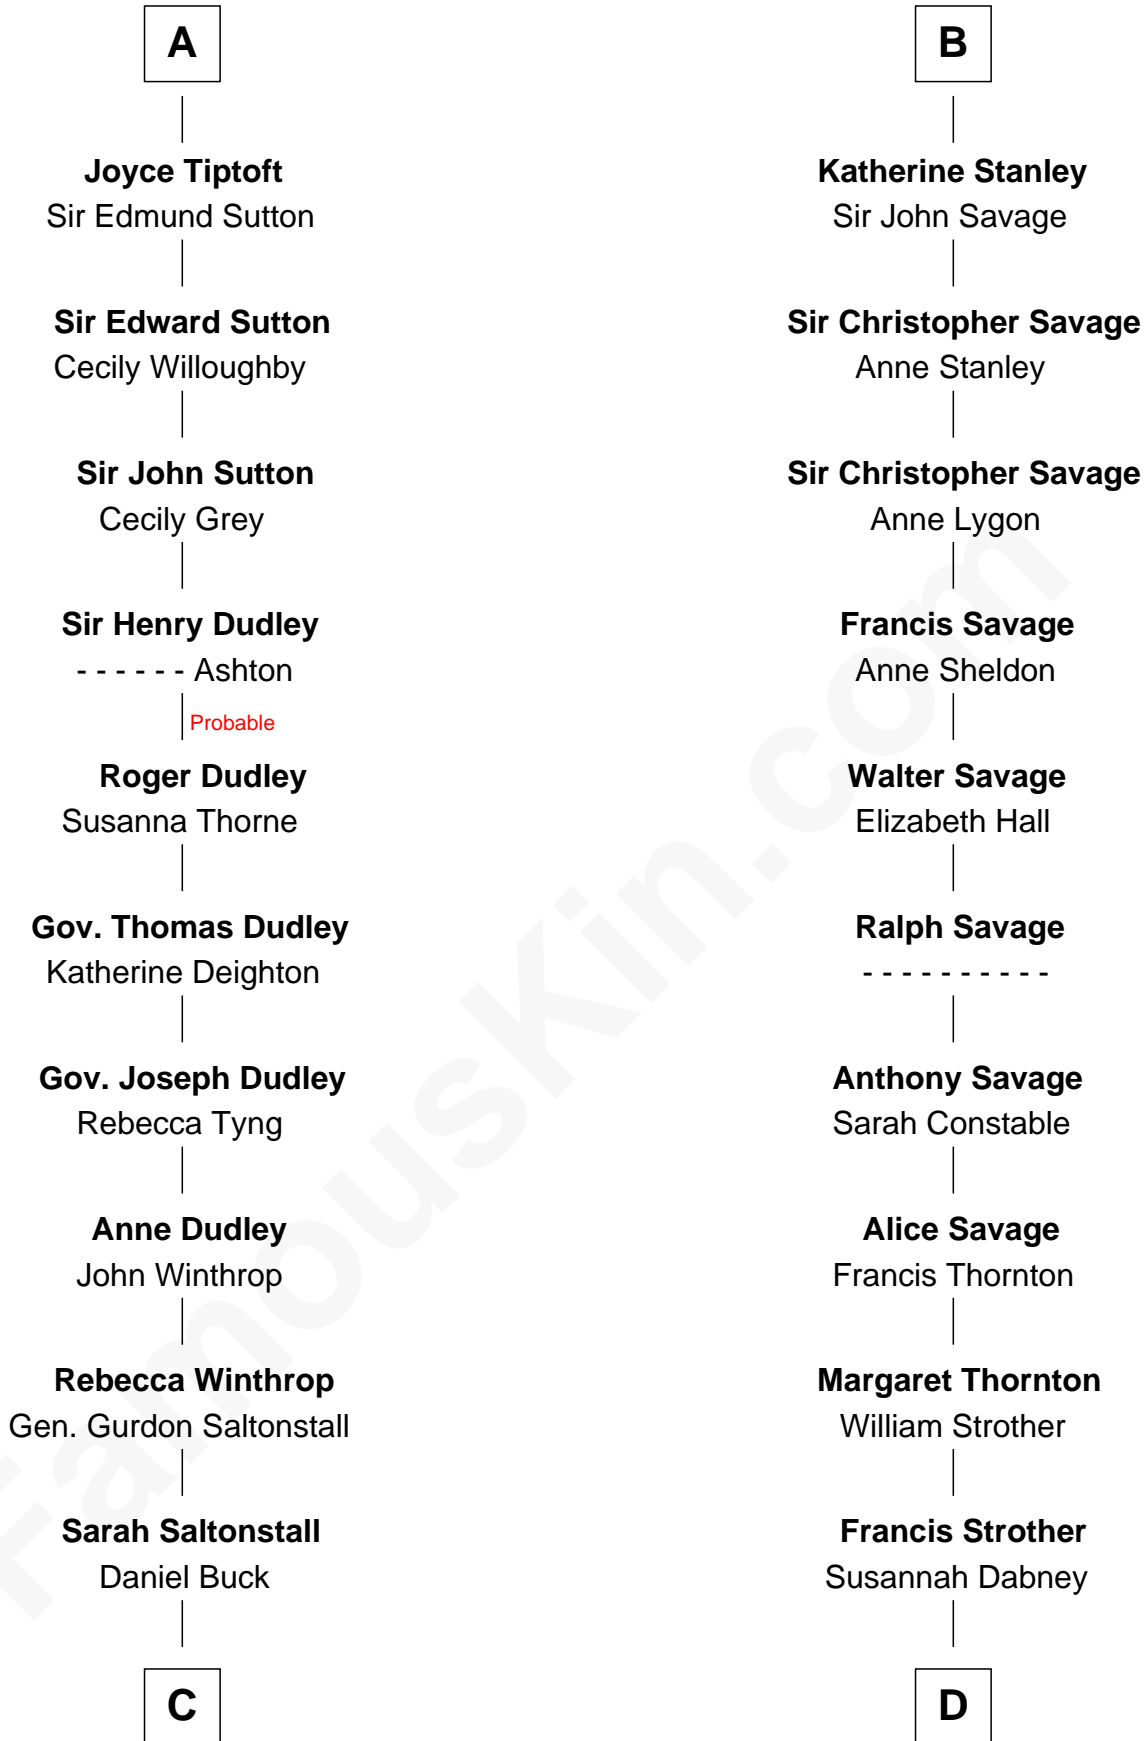 A
Joyce Tiptoft
Sir Edmund Sutton
Sir Edward Sutton
Cecily Willoughby
Sir John Sutton
Cecily Grey
Sir Henry Dudley
- - - - - - Ashton
Probable
Roger Dudley
Susanna Thorne
Gov. Thomas Dudley
Katherine Deighton
Gov. Joseph Dudley
Rebecca Tyng
Anne Dudley
John Winthrop
Rebecca Winthrop
Gen. Gurdon Saltonstall
Sarah Saltonstall
Daniel Buck
C
B
Katherine Stanley
Sir John Savage
Sir Christopher Savage
Anne Stanley
Sir Christopher Savage
Anne Lygon
Francis Savage
Anne Sheldon
Walter Savage
Elizabeth Hall
Ralph Savage
- - - - - - - - - -
Anthony Savage
Sarah Constable
Alice Savage
Francis Thornton
Margaret Thornton
William Strother
Francis Strother
Susannah Dabney
D
FamousKin.com